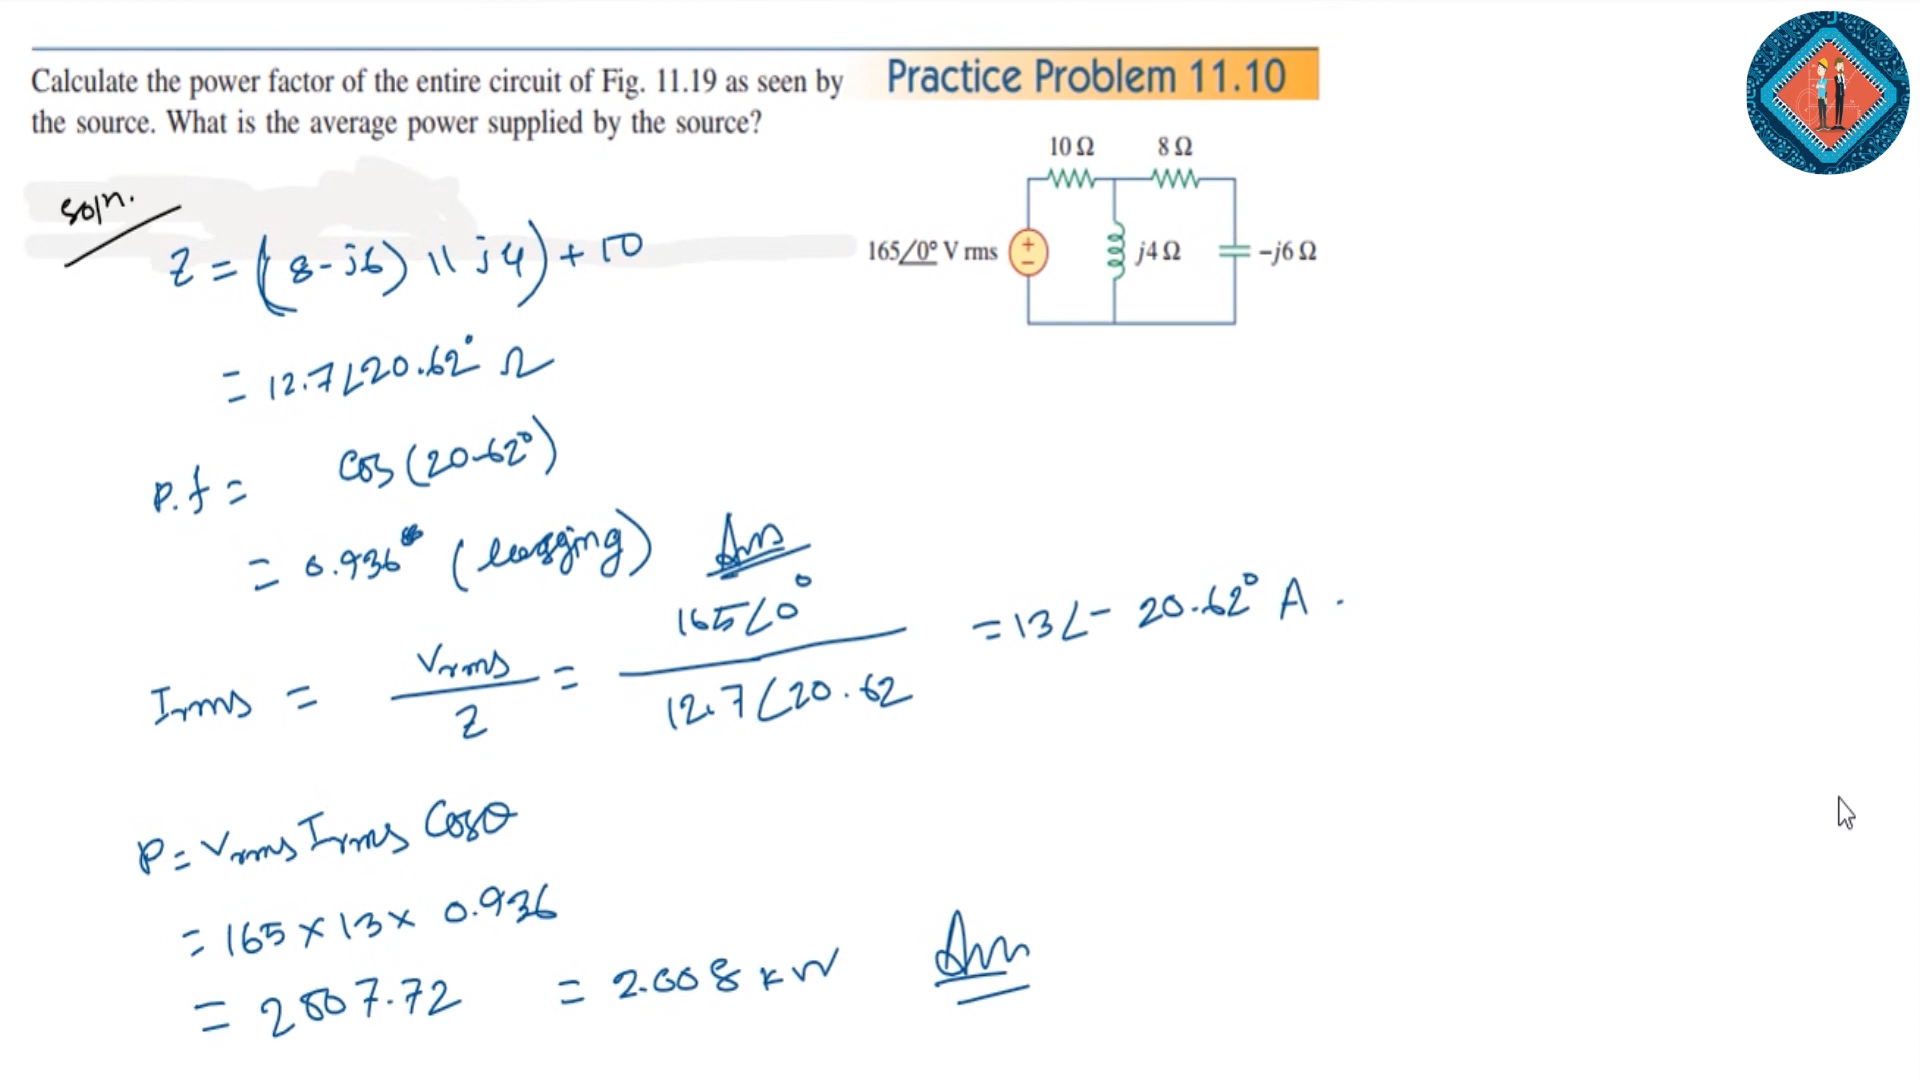 Calculate the power factor of the entire circuit of Fig. 11.19 as seen by
the source. What is the average power supplied by the source?
Practice Problem 11.10
10 Ω 8 Ω
165∠0° V rms + − j4 Ω −j6 Ω
Soln.
Z = ((8-j6) || j4) + 10
= 12.7∠20.62° Ω
P.f = Cos (20.62°)
= 0.936 (lagging) Ans
Irms = Vrms / Z = 165∠0° / 12.7∠20.62 = 13∠- 20.62° A .
P = Vrms Irms Cosθ
= 165 × 13 × 0.936
= 2007.72 = 2.008 kW Ans